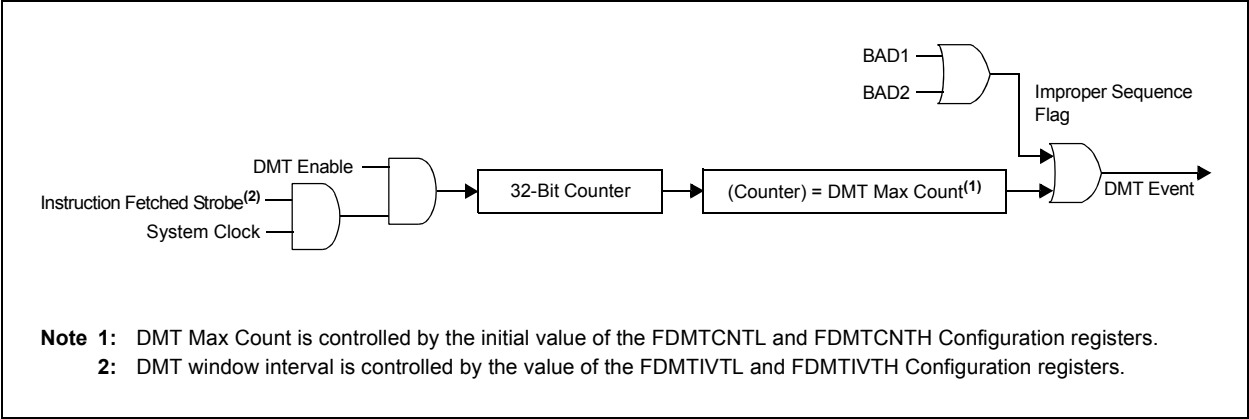 BAD1
BAD2
Improper Sequence
Flag
DMT Enable
Instruction Fetched Strobe(2)
System Clock
32-Bit Counter
(Counter) = DMT Max Count(1)
DMT Event
Note 1: DMT Max Count is controlled by the initial value of the FDMTCNTL and FDMTCNTH Configuration registers.
2: DMT window interval is controlled by the value of the FDMTIVTL and FDMTIVTH Configuration registers.